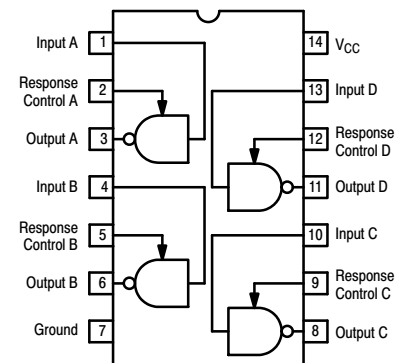 Input A
1
14
VCC
Response
Control A
2
13
Input D
Output A
3
12
Response
Control D
Input B
4
11
Output D
Response
Control B
5
10
Input C
Output B
6
9
Response
Control C
Ground
7
8
Output C